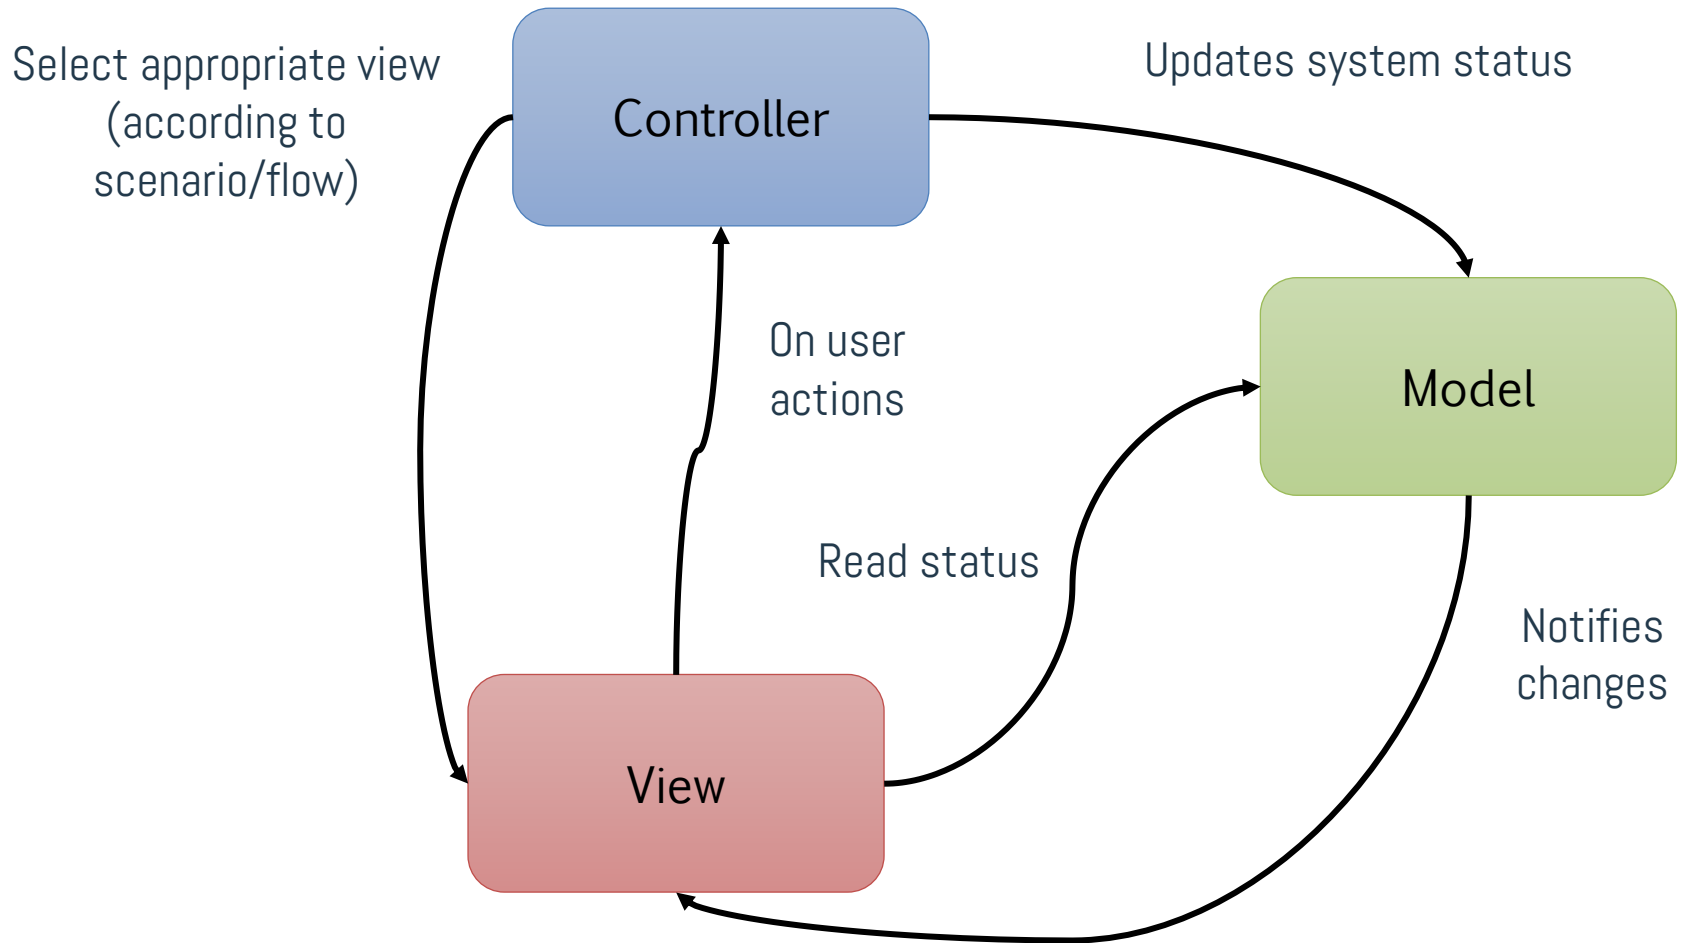 Select appropriate view
(according to
scenario/flow)
Controller
Updates system status
On user
actions
Model
Read status
Notifies
changes
View